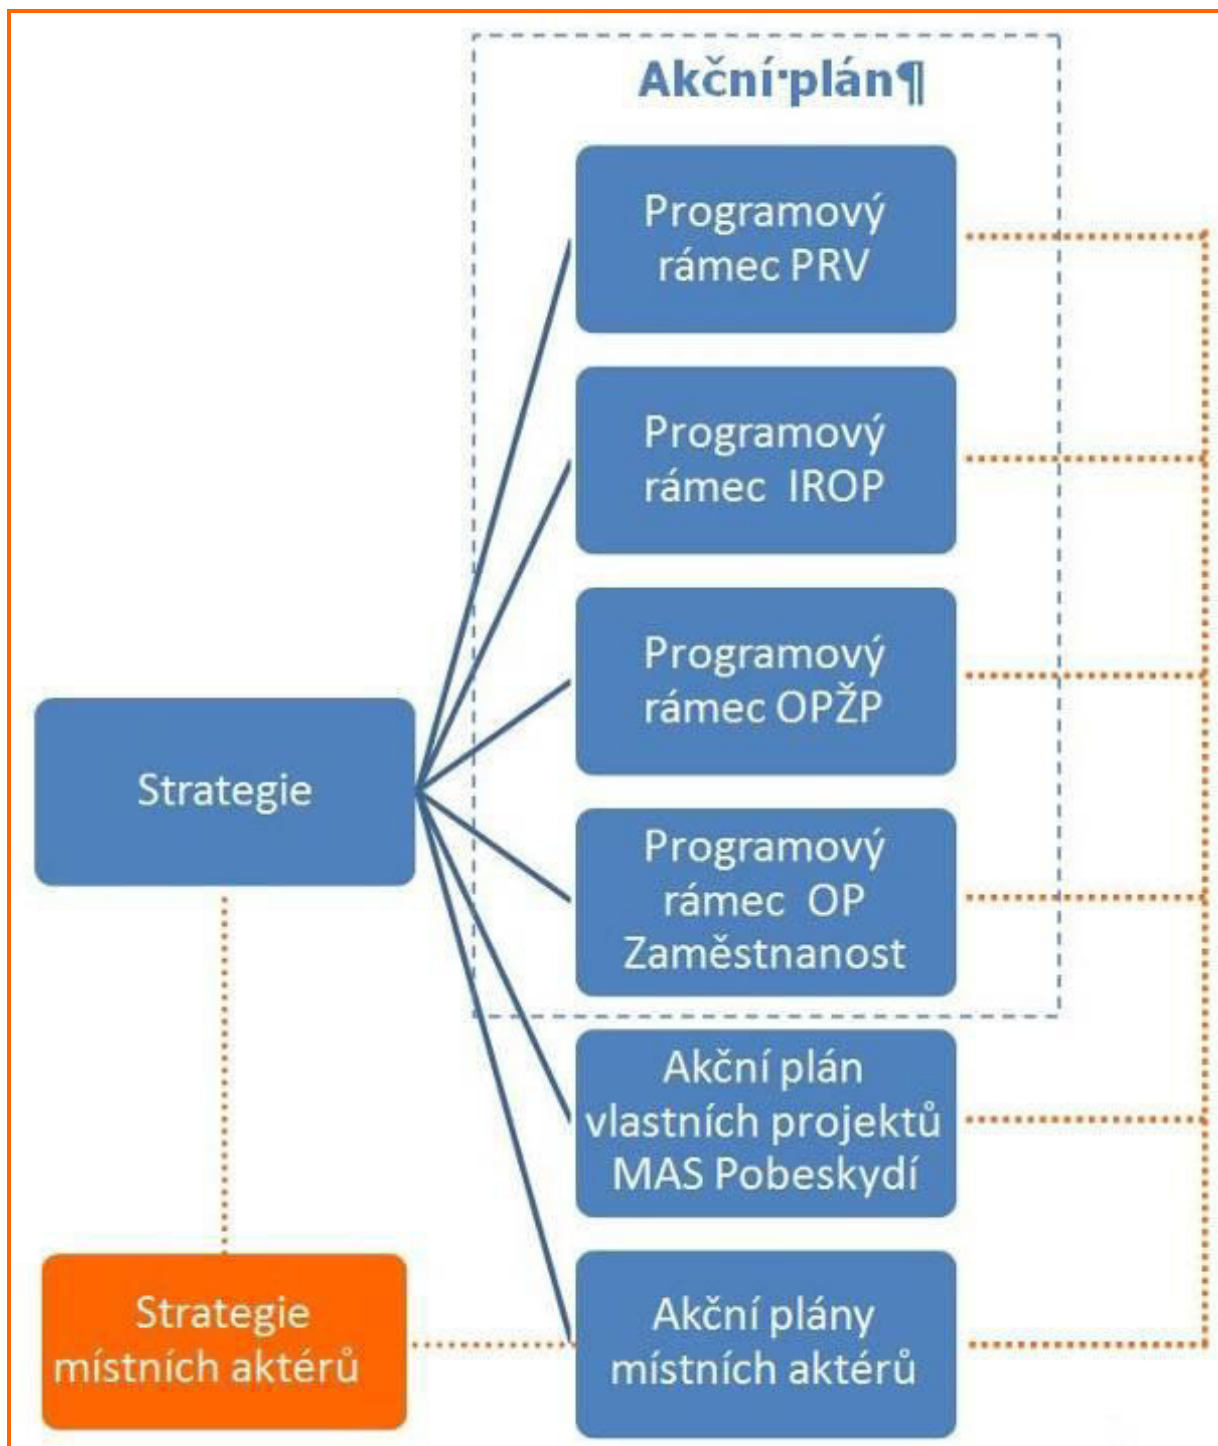 Akční·plán¶
Programový
rámec PRV
Programový
rámec IROP
Programový
rámec OPŽP
Strategie
Programový
rámec OP
Zaměstnanost
Akční plán
vlastních projektů
MAS Pobeskydí
Strategie
místních aktérů
Akční plány
místních aktérů